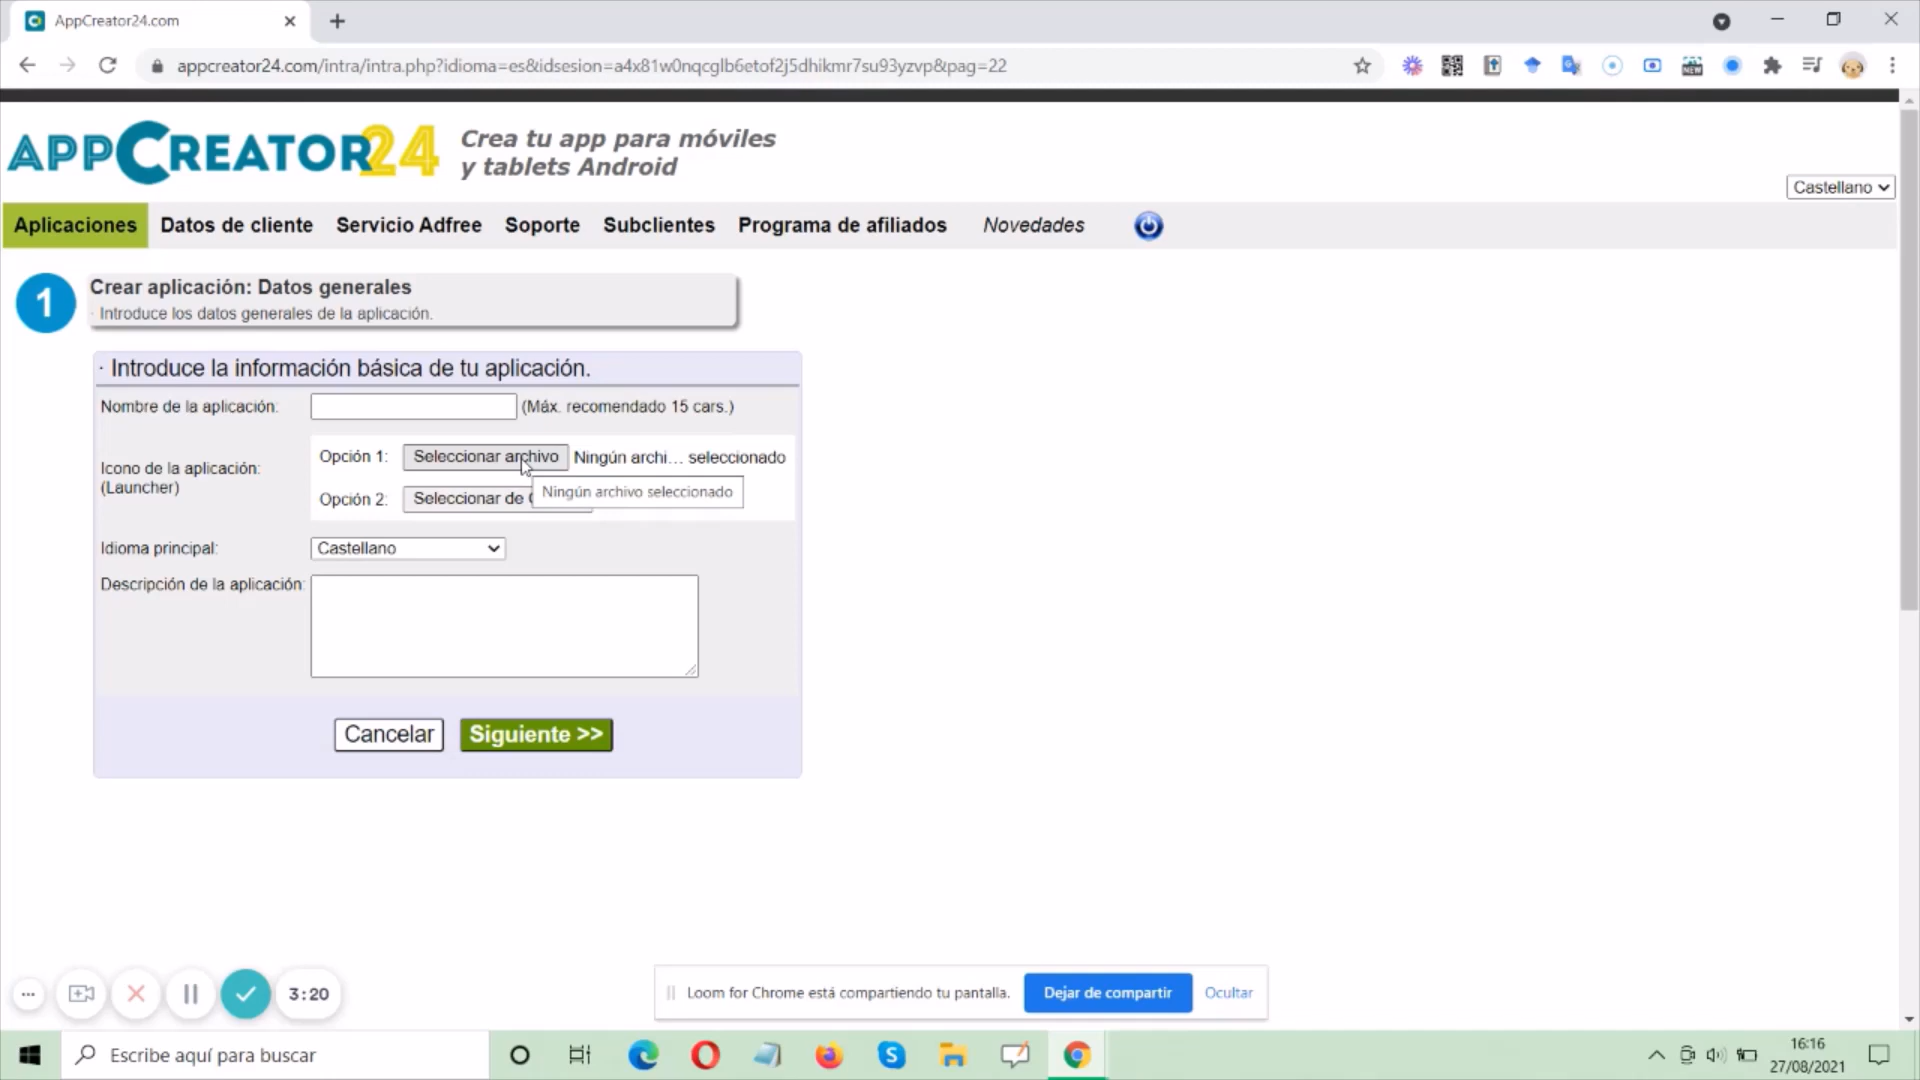 AppCreator24.com
appcreator24.com/intra/intra.php?idioma=es&idsesion=a4x81w0nqcglb6etof2j5dhikmr7su93yzvp&pag=22
NEW
APPCREATOR24
Crea tu app para móviles
y tablets Android
Castellano
Aplicaciones Datos de cliente Servicio Adfree Soporte Subclientes Programa de afiliados Novedades
1
Crear aplicación: Datos generales
· Introduce los datos generales de la aplicación.
· Introduce la información básica de tu aplicación.
Nombre de la aplicación: (Máx. recomendado 15 cars.)
Icono de la aplicación:
(Launcher)
Opción 1: Seleccionar archivo Ningún archi... seleccionado
Opción 2: Seleccionar de
Ningún archivo seleccionado
Idioma principal: Castellano
Descripción de la aplicación:
Cancelar Siguiente >>
3:20
Loom for Chrome está compartiendo tu pantalla. Dejar de compartir Ocultar
Escribe aquí para buscar
16:16
27/08/2021